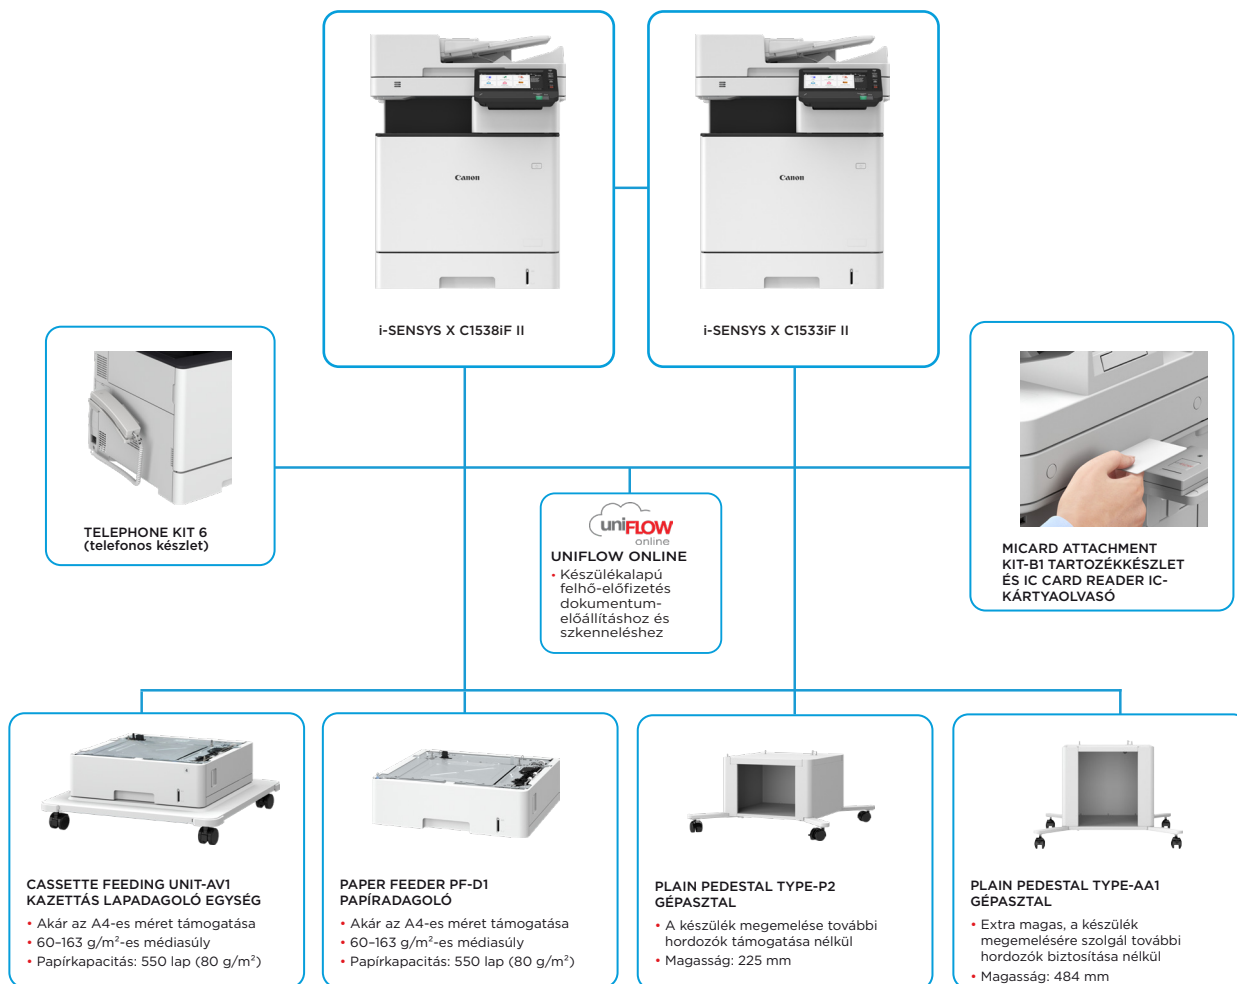 Canon
Canon
i-SENSYS X C1538iF II
i-SENSYS X C1533iF II
TELEPHONE KIT 6
(telefonos készlet)
uniFLOW
online
UNIFLOW ONLINE
• Készülékalapú
felhő-előfizetés
dokumentum-
előállításhoz és
szkenneléshez
MICARD ATTACHMENT
KIT-B1 TARTOZÉKKÉSZLET
ÉS IC CARD READER IC-
KÁRTYAOLVASÓ
CASSETTE FEEDING UNIT-AV1
KAZETTÁS LAPADAGOLÓ EGYSÉG
• Akár az A4-es méret támogatása
• 60–163 g/m²-es médiasúly
• Papírkapacitás: 550 lap (80 g/m²)
PAPER FEEDER PF-D1
PAPÍRADAGOLÓ
• Akár az A4-es méret támogatása
• 60–163 g/m²-es médiasúly
• Papírkapacitás: 550 lap (80 g/m²)
PLAIN PEDESTAL TYPE-P2
GÉPASZTAL
• A készülék megemelése további
hordozók támogatása nélkül
• Magasság: 225 mm
PLAIN PEDESTAL TYPE-AA1
GÉPASZTAL
• Extra magas, a készülék
megemelésére szolgál további
hordozók biztosítása nélkül
• Magasság: 484 mm